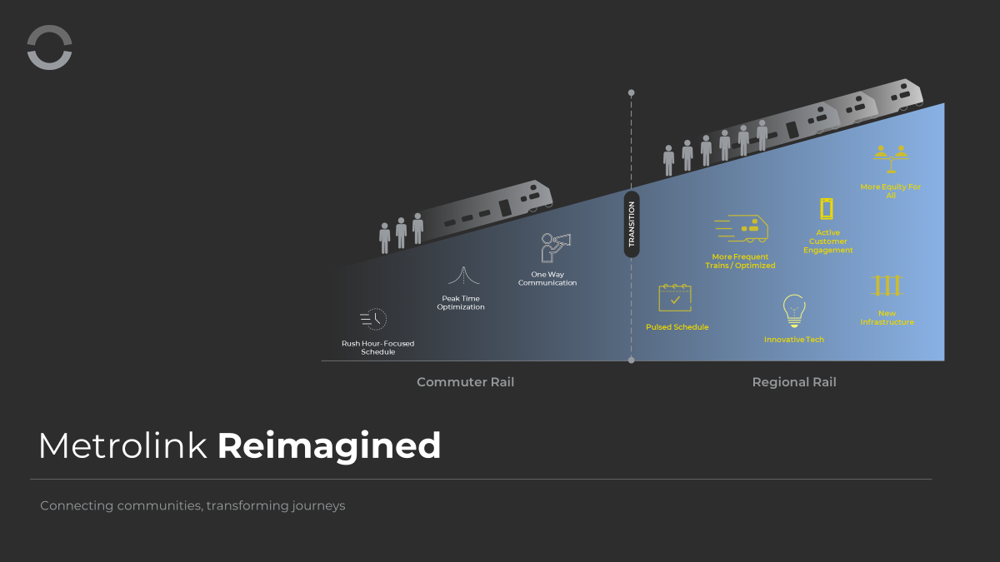 TRANSITION
More Equity For
All
Active
Customer
Engagement
More Frequent
Trains / Optimized
One Way
Communication
Peak Time
Optimization
New
Infrastructure
Pulsed Schedule
Innovative Tech
Rush Hour-Focused
Schedule
Commuter Rail
Regional Rail
Metrolink Reimagined
Connecting communities, transforming journeys